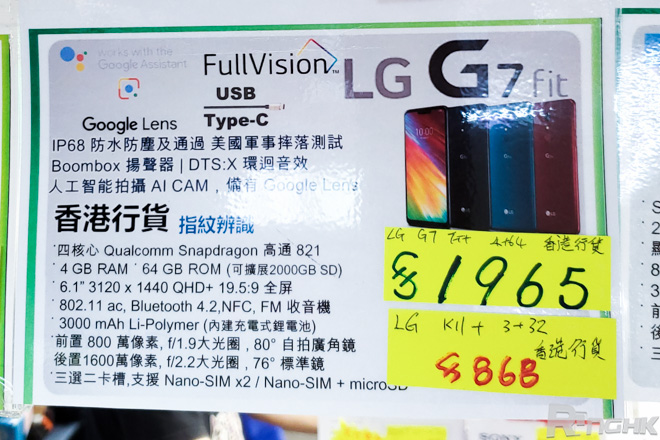 works with the
Google Assistant
FullVision™
LG G7 fit
USB
Type-C
Google Lens
IP68 防水防塵及通過 美國軍事摔落測試
Boombox 揚聲器 | DTS:X 環迴音效
人工智能拍攝 AI CAM , 備有 Google Lens
香港行貨 指紋辨識
˙四核心 Qualcomm Snapdragon 高通 821
˙4 GB RAM ˙ 64 GB ROM (可擴展2000GB SD)
˙6.1" 3120 x 1440 QHD+ 19.5:9 全屏
˙802.11 ac, Bluetooth 4.2,NFC, FM 收音機
˙3000 mAh Li-Polymer (內建充電式鋰電池)
˙前置 800 萬像素, f/1.9大光圈 , 80° 自拍廣角鏡
˙後置1600萬像素, f/2.2大光圈 , 76° 標準鏡
˙三選二卡槽,支援 Nano-SIM x2 / Nano-SIM + microSD
10:00
LG
LG
LG G7 fit 4+64 香港行貨
$1965
LG K11+ 3+32
香港行貨
$868
SONY